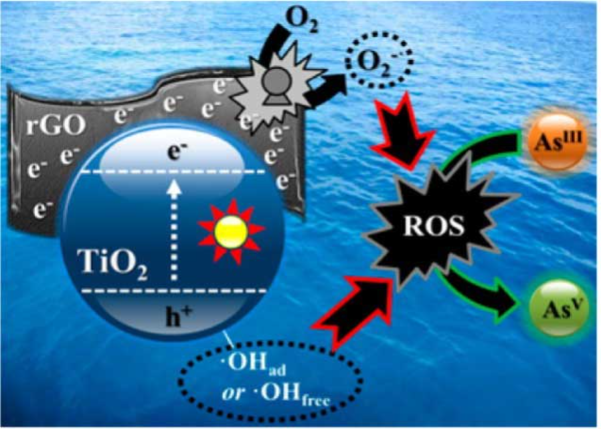 O₂
O₂⁻·
rGO
e⁻
e⁻
e⁻
e⁻
e⁻
e⁻
e⁻
e⁻
e⁻
e⁻
e⁻
TiO₂
h⁺
·OHad
or ·OHfree
ROS
Asᴵᴵᴵ
Asⱽ